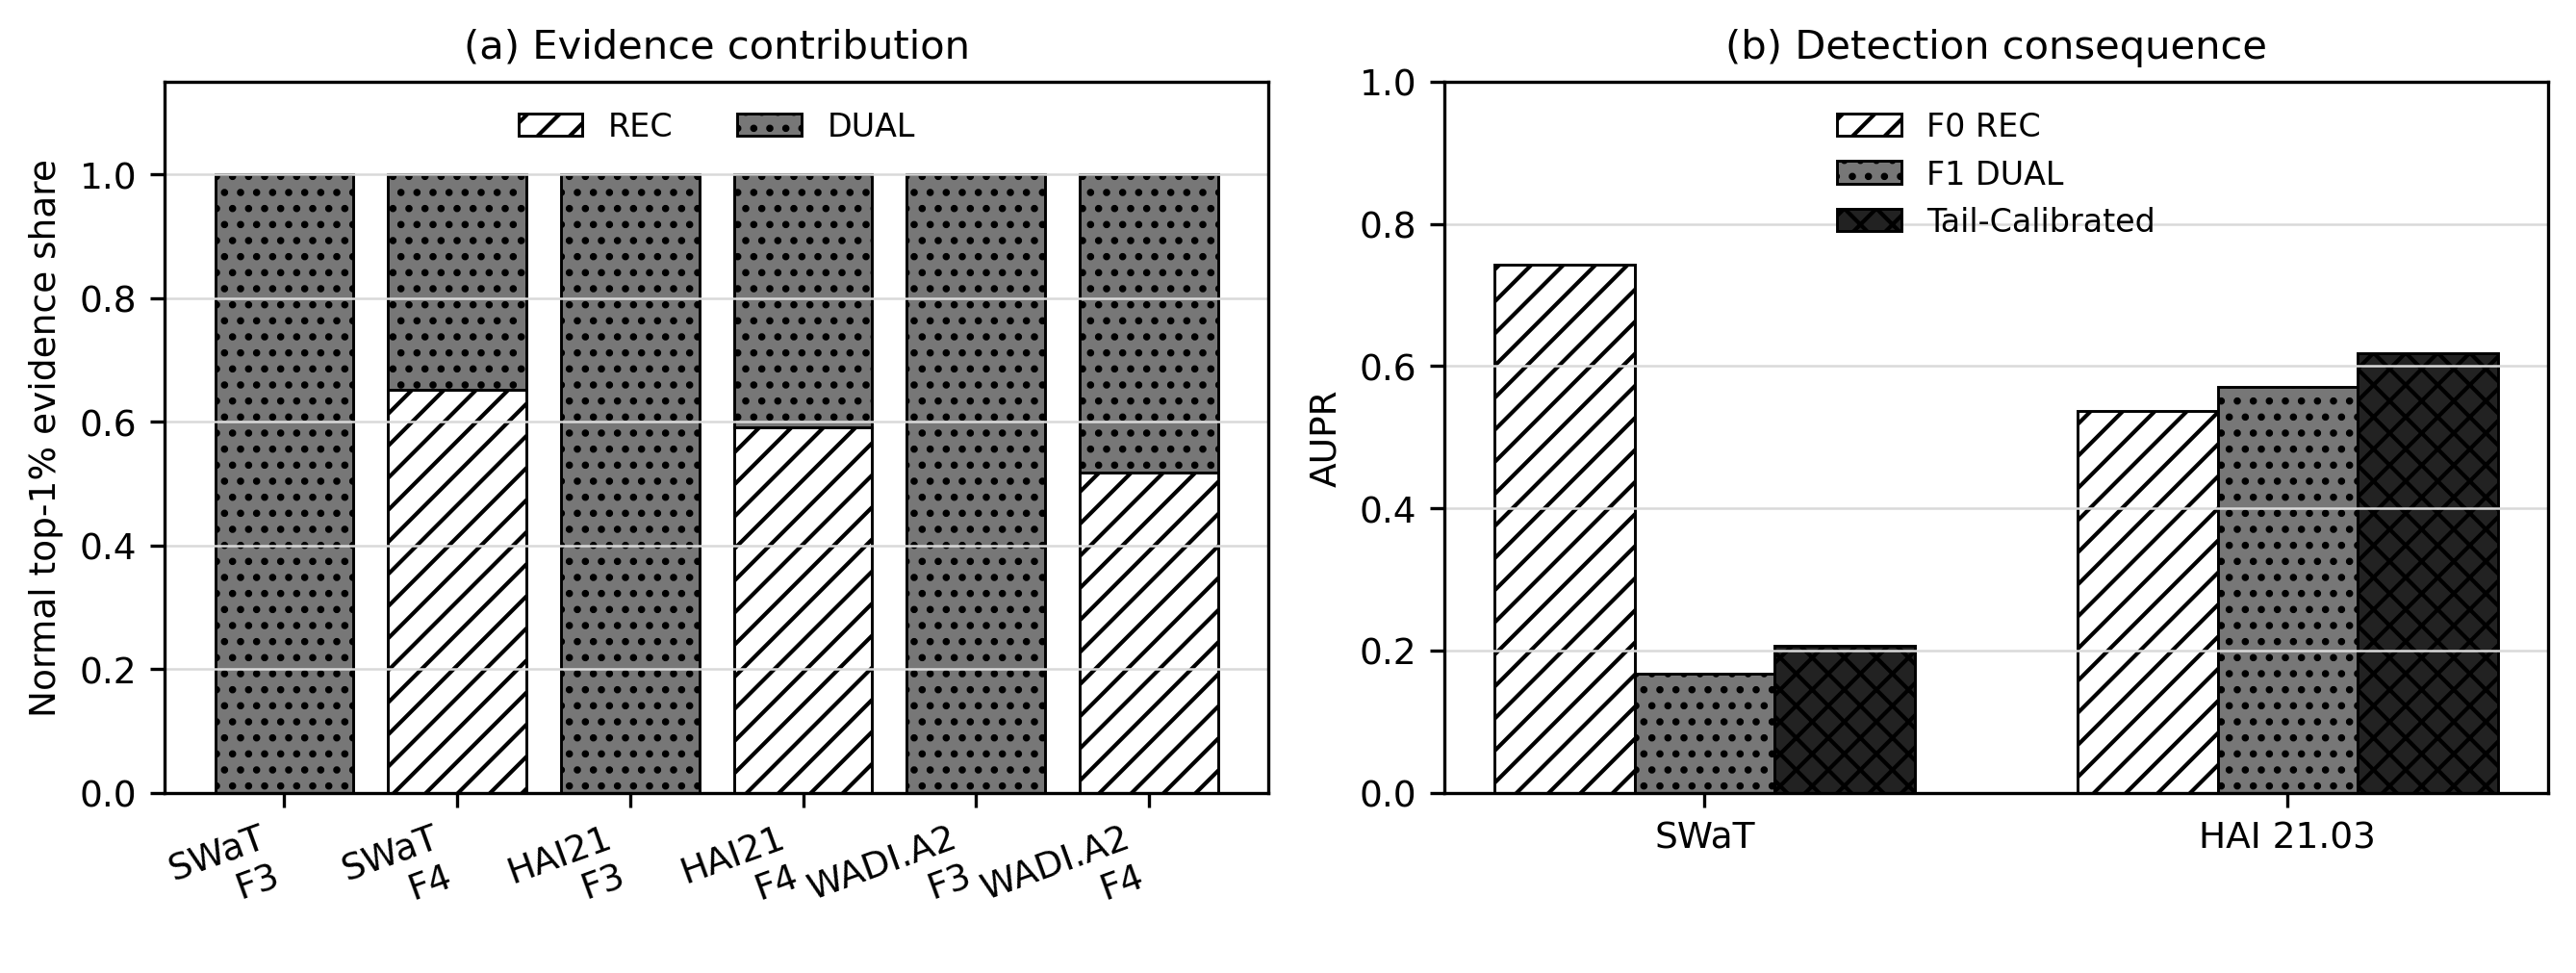 (a) Evidence contribution
REC
DUAL
Normal top-1% evidence share
1.0
0.8
0.6
0.4
0.2
0.0
SWaT
F3
SWaT
F4
HAI21
F3
HAI21
F4
WADI.A2
F3
WADI.A2
F4
(b) Detection consequence
F0 REC
F1 DUAL
Tail-Calibrated
AUPR
1.0
0.8
0.6
0.4
0.2
0.0
SWaT
HAI 21.03